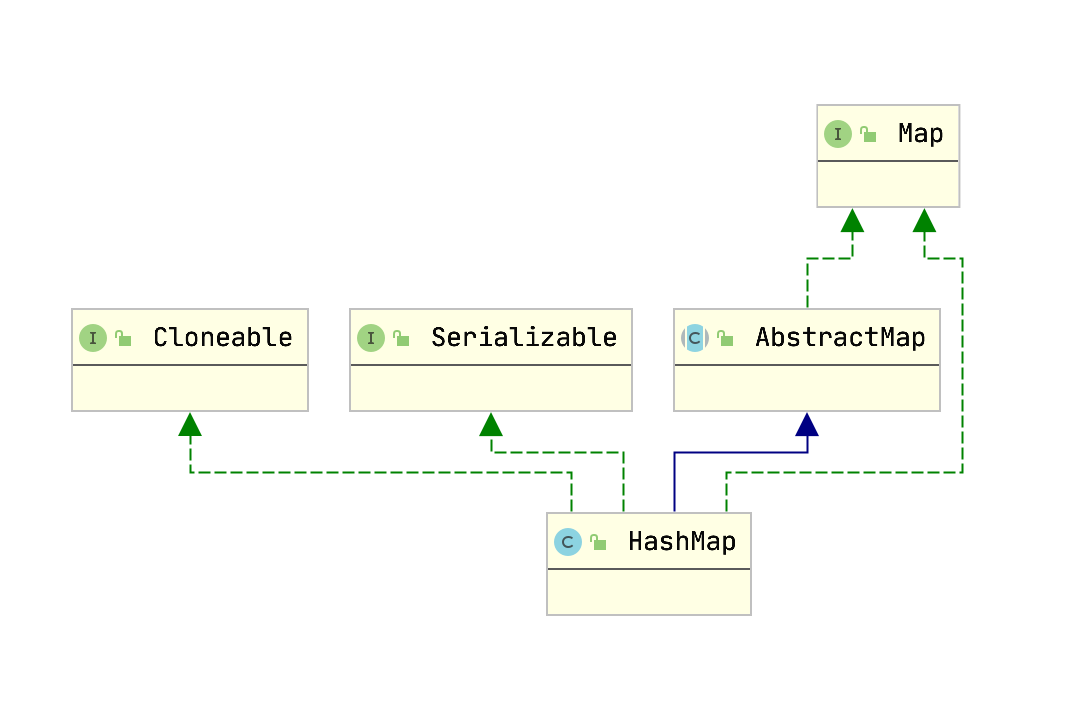 I Map
I Cloneable
I Serializable
C AbstractMap
C HashMap